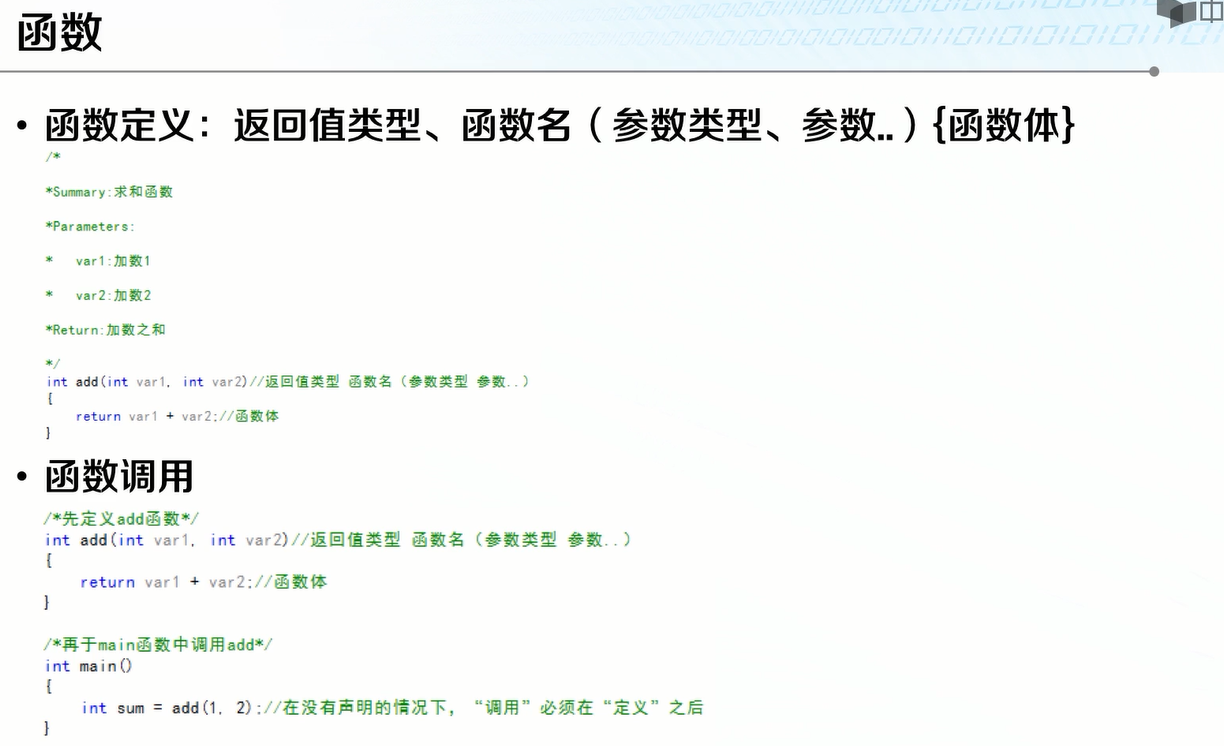 函数
中
• 函数定义：返回值类型、函数名（参数类型、参数..）{函数体}
/*
*Summary:求和函数
*Parameters:
*   var1:加数1
*   var2:加数2
*Return:加数之和
*/
int add(int var1, int var2)//返回值类型 函数名（参数类型 参数..）
{
    return var1 + var2;//函数体
}
• 函数调用
/*先定义add函数*/
int add(int var1, int var2)//返回值类型 函数名（参数类型 参数..）
{
    return var1 + var2;//函数体
}
/*再于main函数中调用add*/
int main()
{
    int sum = add(1, 2);//在没有声明的情况下，“调用”必须在“定义”之后
}